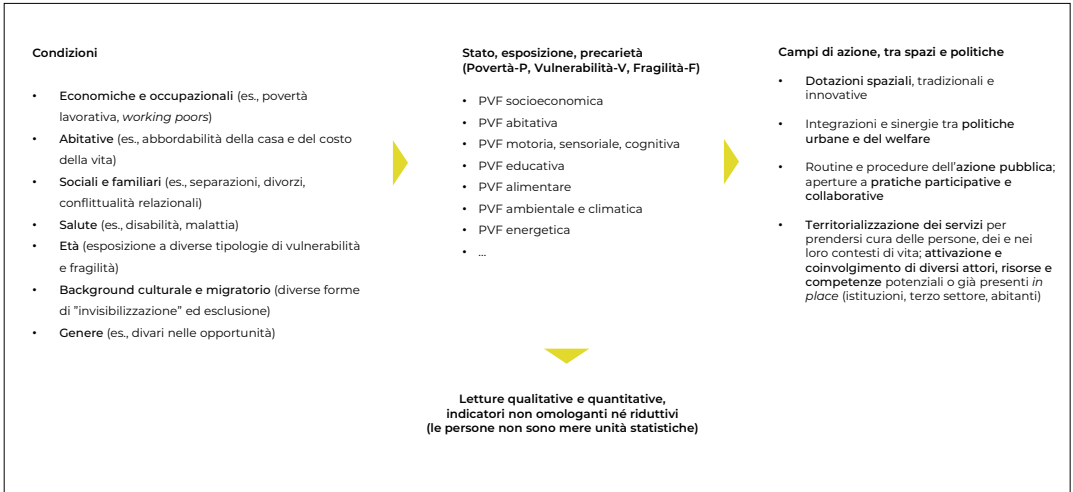 Condizioni
• Economiche e occupazionali (es., povertà
lavorativa, working poors)
• Abitative (es., abbordabilità della casa e del costo
della vita)
• Sociali e familiari (es., separazioni, divorzi,
conflittualità relazionali)
• Salute (es., disabilità, malattia)
• Età (esposizione a diverse tipologie di vulnerabilità
e fragilità)
• Background culturale e migratorio (diverse forme
di ”invisibilizzazione” ed esclusione)
• Genere (es., divari nelle opportunità)
Stato, esposizione, precarietà
(Povertà-P, Vulnerabilità-V, Fragilità-F)
• PVF socioeconomica
• PVF abitativa
• PVF motoria, sensoriale, cognitiva
• PVF educativa
• PVF alimentare
• PVF ambientale e climatica
• PVF energetica
• ...
Campi di azione, tra spazi e politiche
• Dotazioni spaziali, tradizionali e
innovative
• Integrazioni e sinergie tra politiche
urbane e del welfare
• Routine e procedure dell’azione pubblica;
aperture a pratiche participative e
collaborative
• Territorializzazione dei servizi per
prendersi cura delle persone, dei e nei
loro contesti di vita; attivazione e
coinvolgimento di diversi attori, risorse e
competenze potenziali o già presenti in
place (istituzioni, terzo settore, abitanti)
Letture qualitative e quantitative,
indicatori non omologanti né riduttivi
(le persone non sono mere unità statistiche)